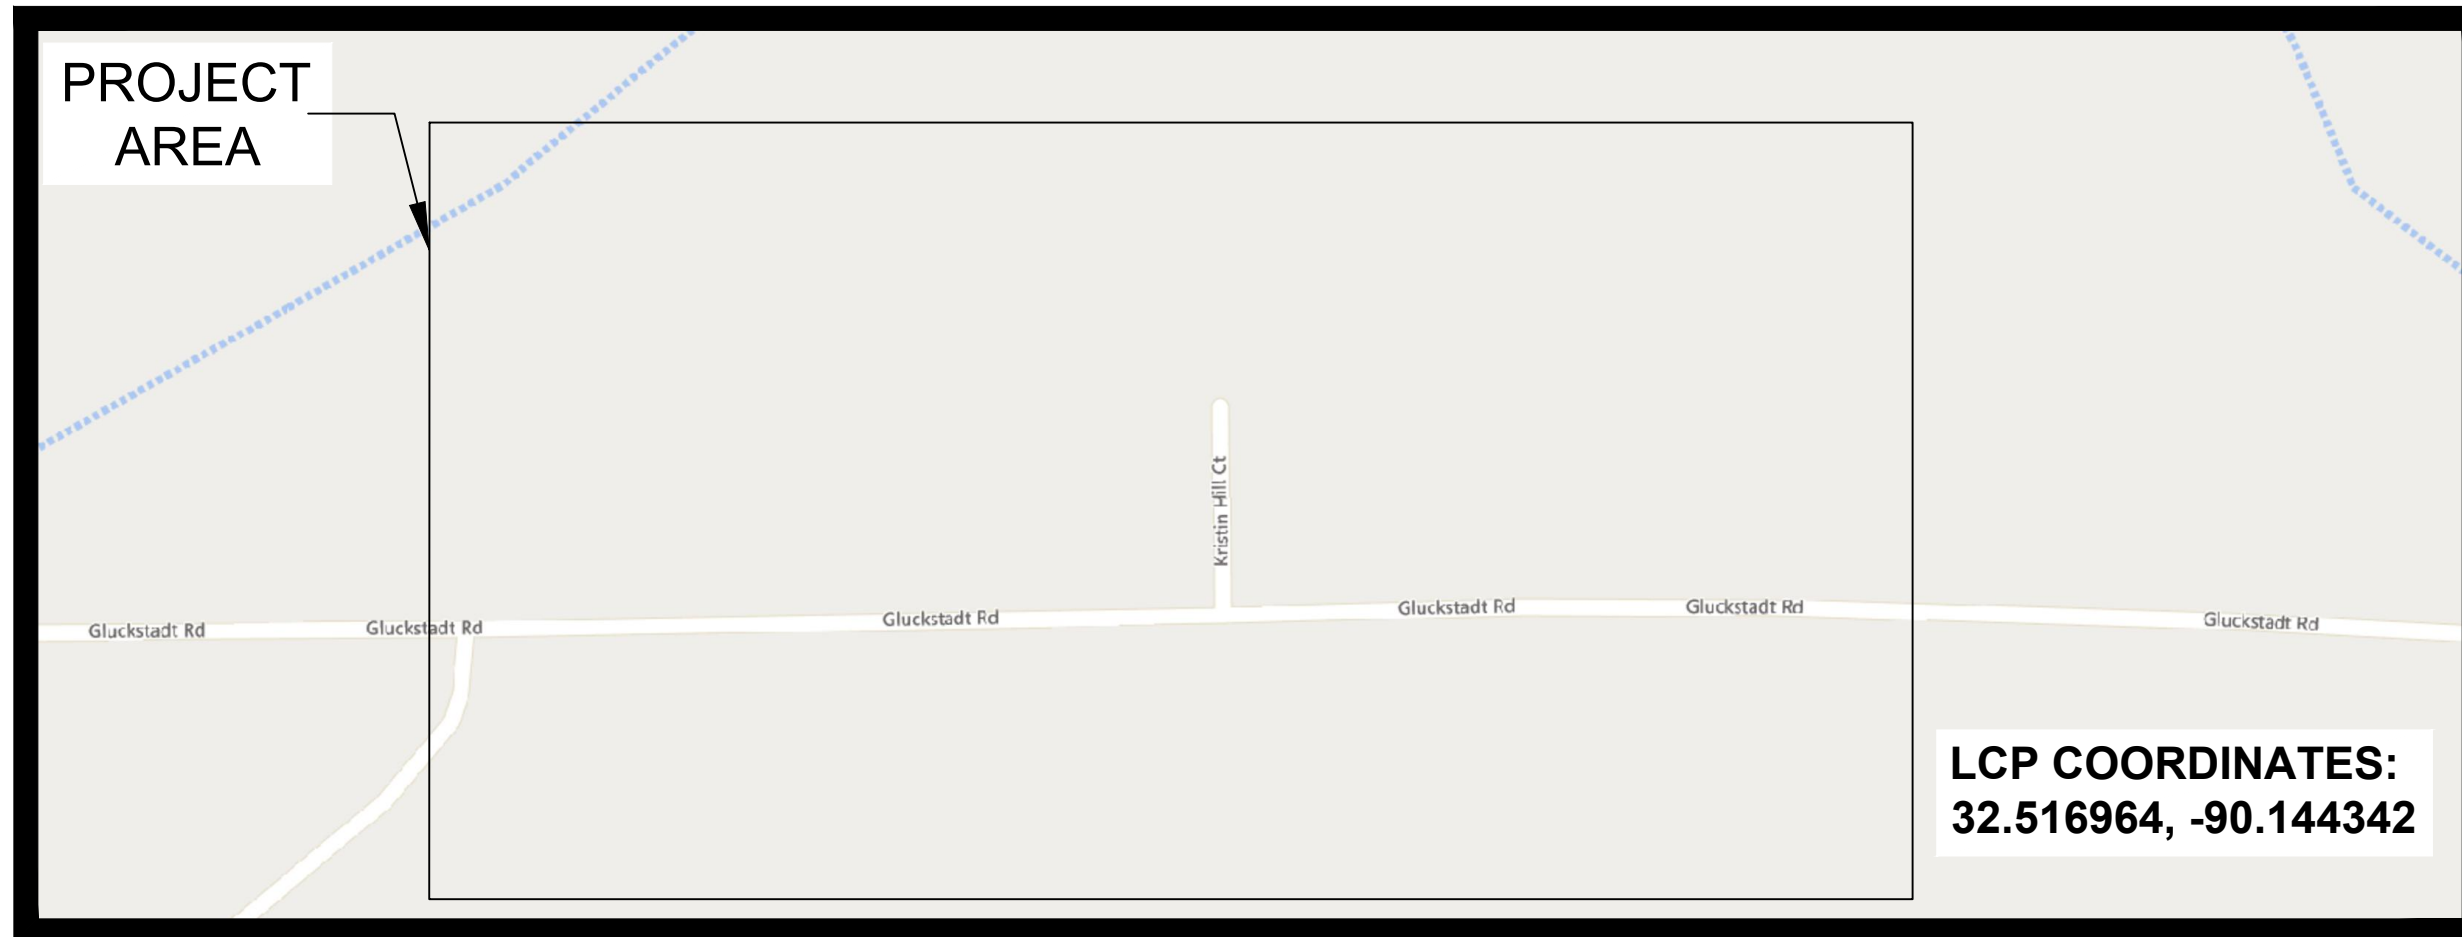 PROJECT
AREA
Kristin Hill Ct
Gluckstadt Rd
Gluckstadt Rd
Gluckstadt Rd
Gluckstadt Rd
Gluckstadt Rd
Gluckstadt Rd
LCP COORDINATES:
32.516964, -90.144342